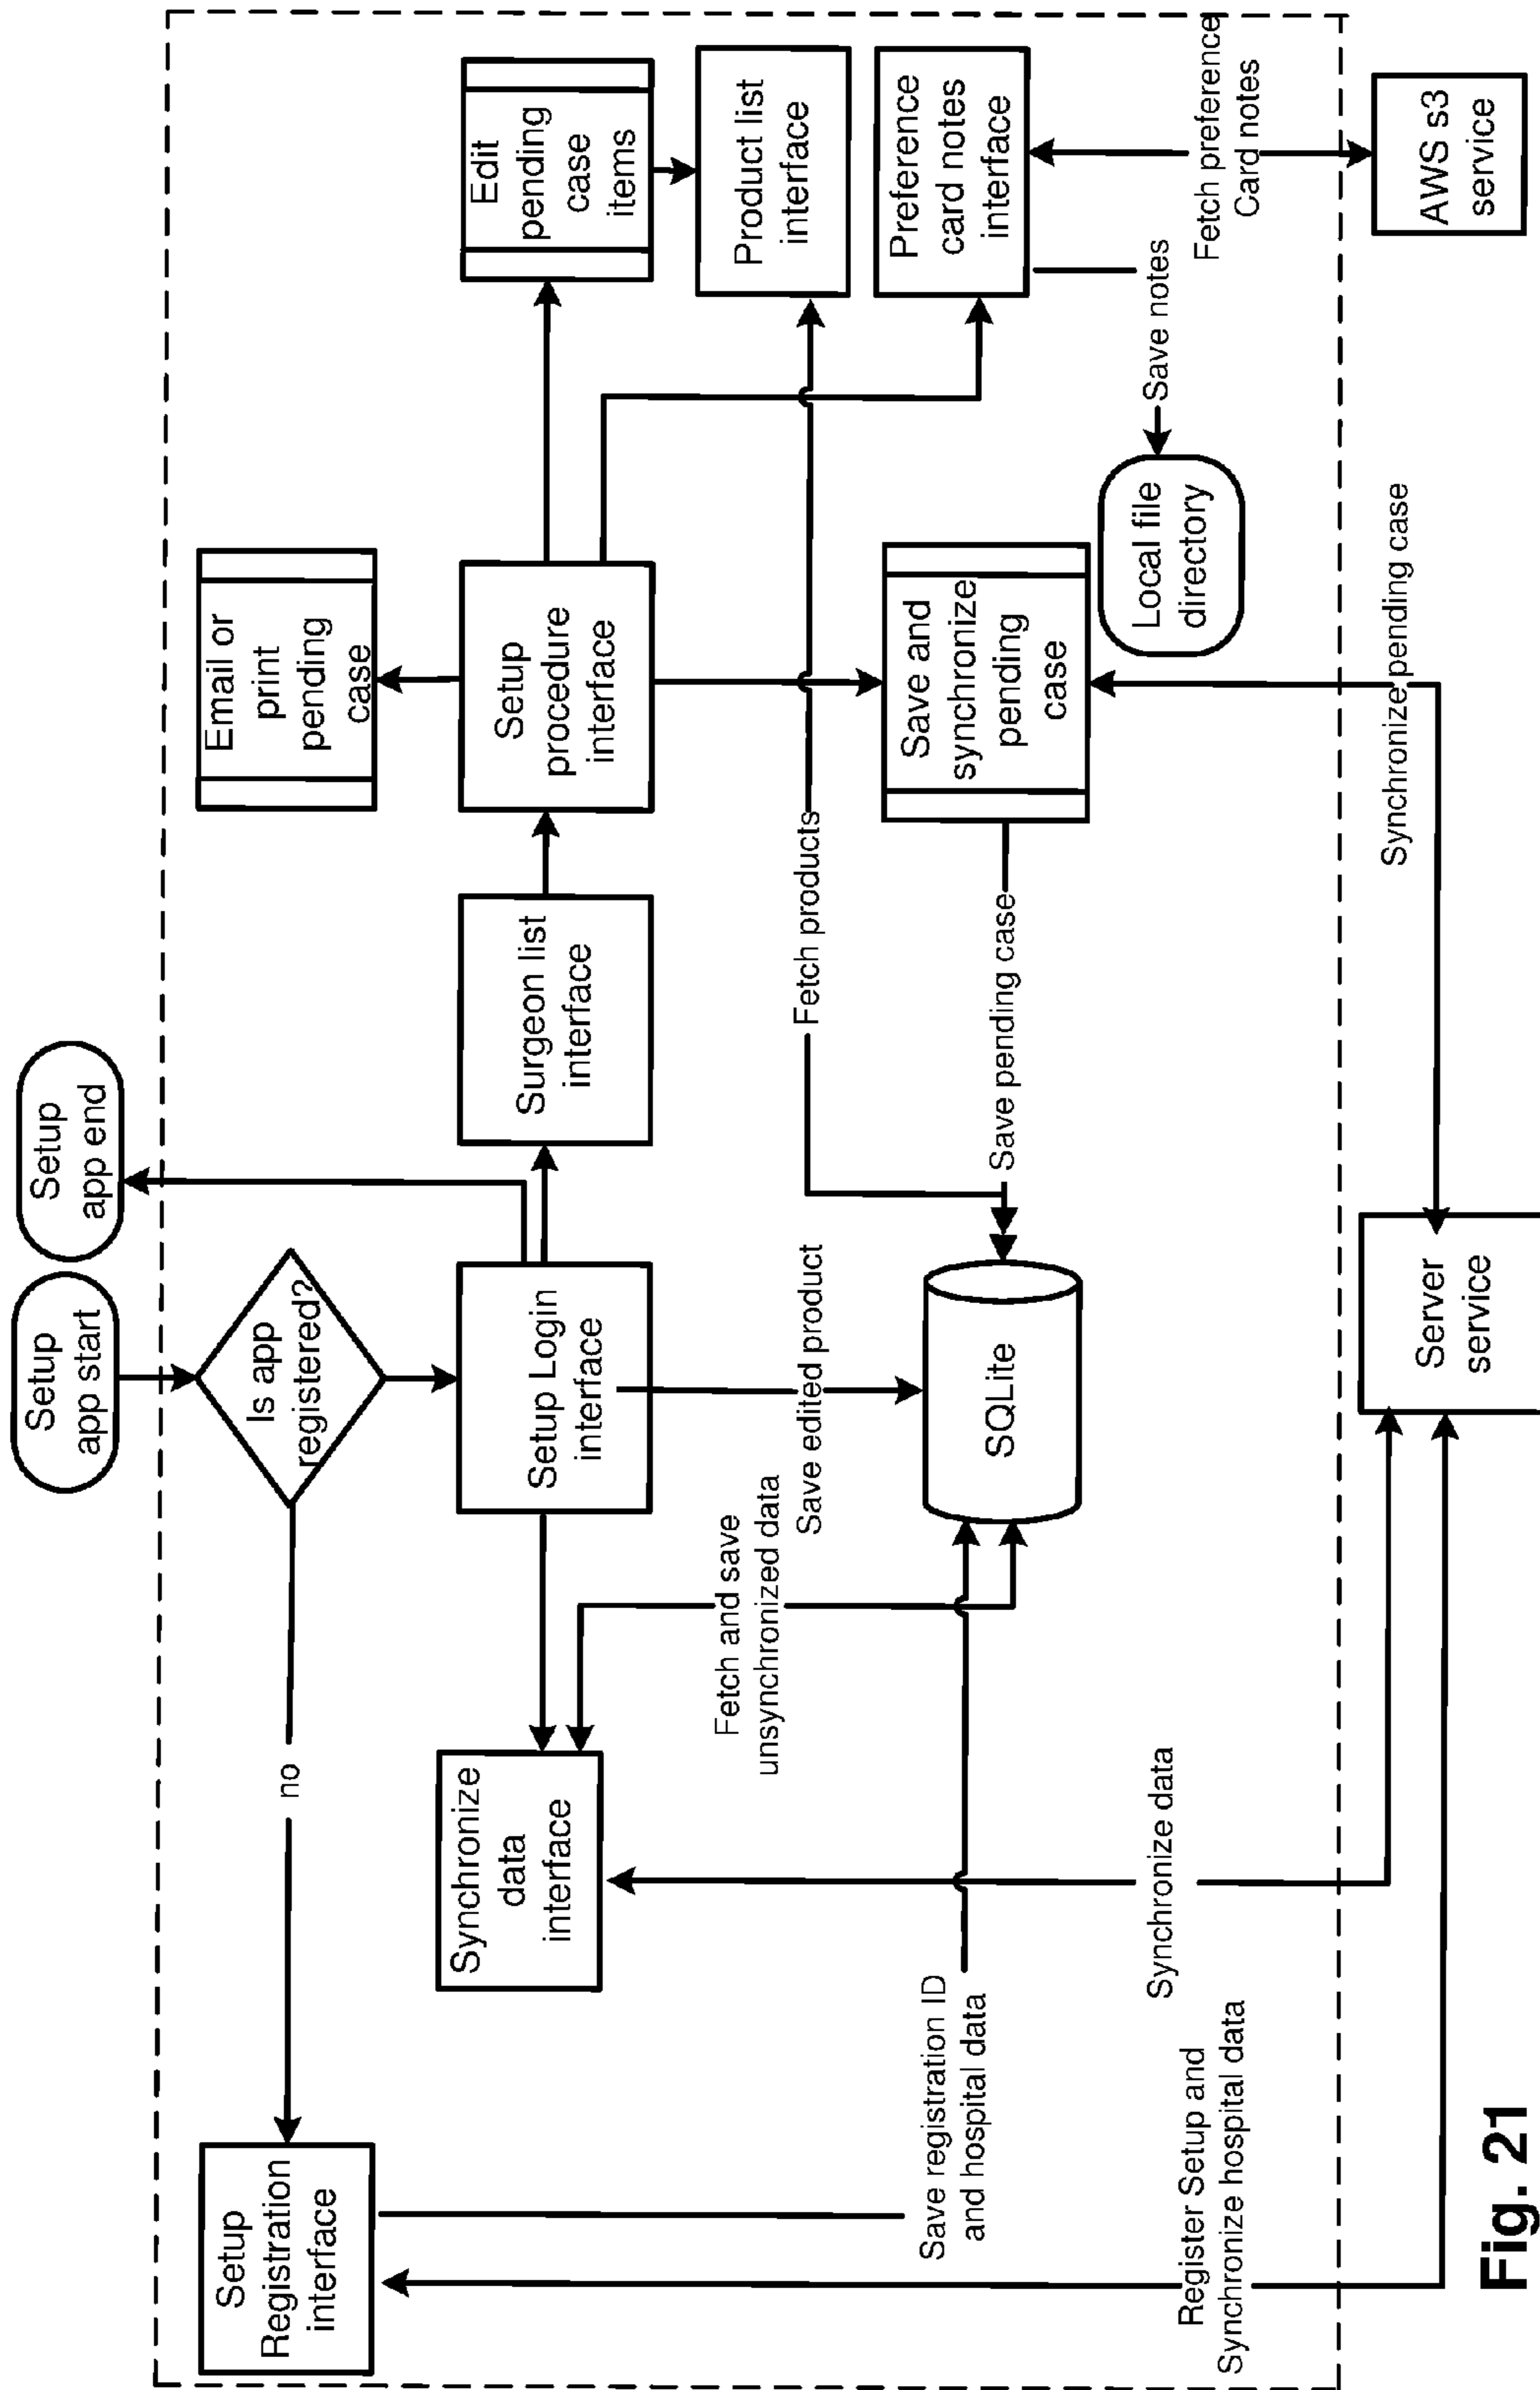 Setup
app start
Setup
app end
Is app
registered?
no
Setup
Registration
interface
Email or
print
pending
case
Synchronize
data
interface
Setup Login
interface
Surgeon list
interface
Setup
procedure
interface
Edit
pending
case
items
Product list
interface
Preference
card notes
interface
Fetch and save
unsynchronized data
Save edited product
Fetch products
Save and
synchronize
pending
case
Save pending case
SQLite
Save registration ID
and hospital data
Save notes
Local file
directory
Fetch preference
Card notes
Synchronize data
Register Setup and
Synchronize hospital data
Synchronize pending case
Server
service
AWS s3
service
Fig. 21